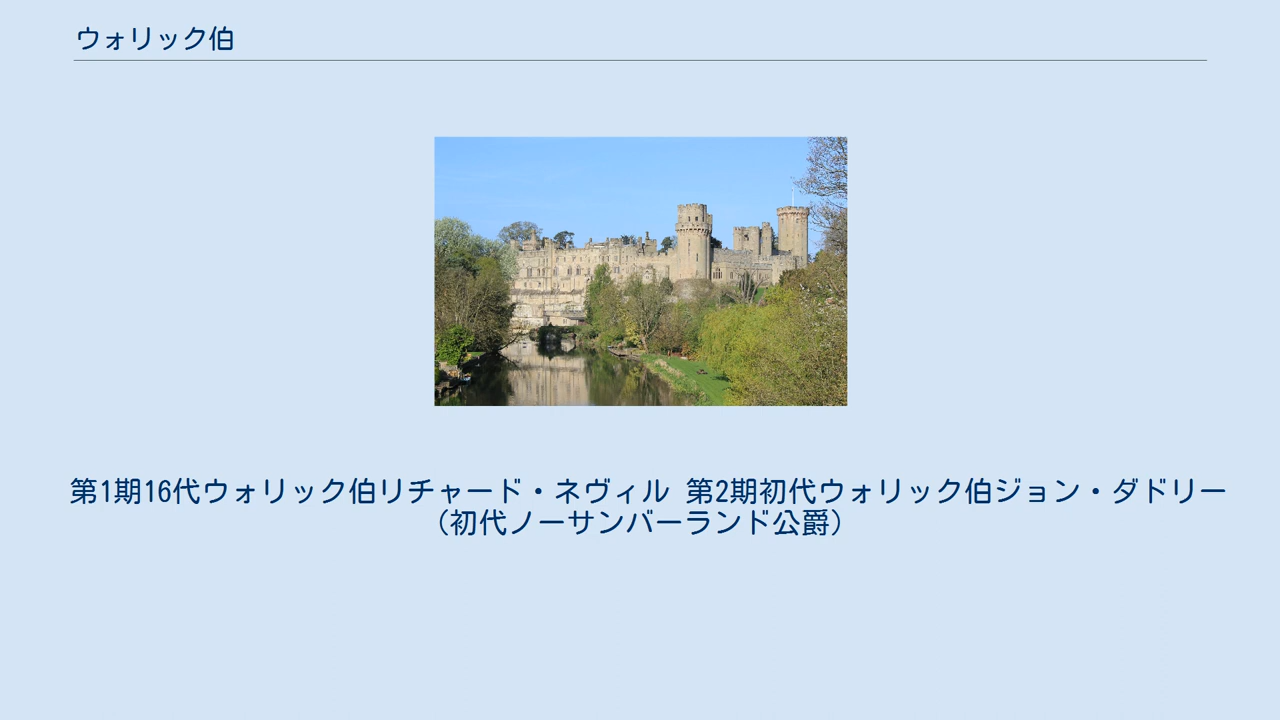 ウォリック伯
第1期16代ウォリック伯リチャード・ネヴィル 第2期初代ウォリック伯ジョン・ダドリー
（初代ノーサンバーランド公爵）